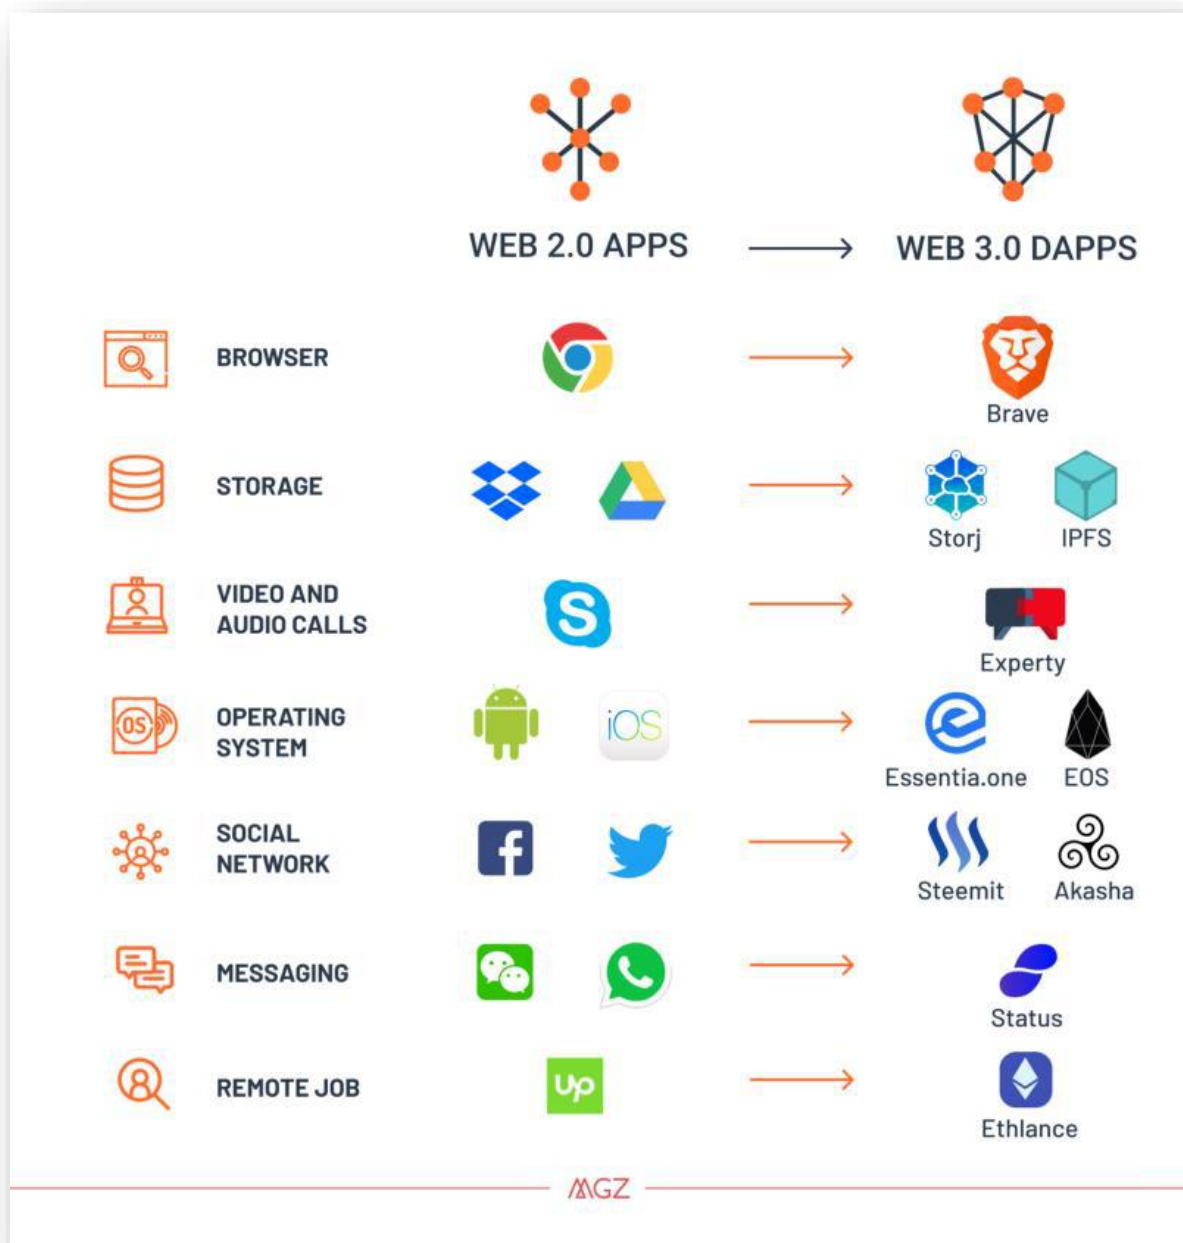 WEB 2.0 APPS
WEB 3.0 DAPPS
BROWSER
Brave
STORAGE
Storj
IPFS
VIDEO AND
AUDIO CALLS
S
Experty
OS
OPERATING
SYSTEM
iOS
Essentia.one
EOS
SOCIAL
NETWORK
f
Steemit
Akasha
MESSAGING
Status
REMOTE JOB
Up
Ethlance
MGZ